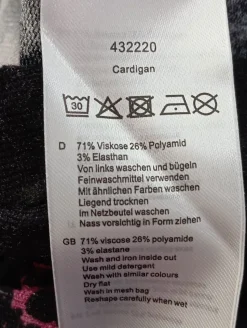 432220
Cardigan
30
D 71% Viskose 26% Polyamid
3% Elasthan
Von links waschen und bügeln
Feinwaschmittel verwenden
Mit ähnlichen Farben waschen
Liegend trocknen
Im Netzbeutel waschen
Nass vorsichtig in Form ziehen
GB 71% viscose 26% polyamide
3% elastane
Wash and iron inside out
Use mild detergent
Wash with similar colours
Dry flat
Wash in mesh bag
Reshape carefully when wet